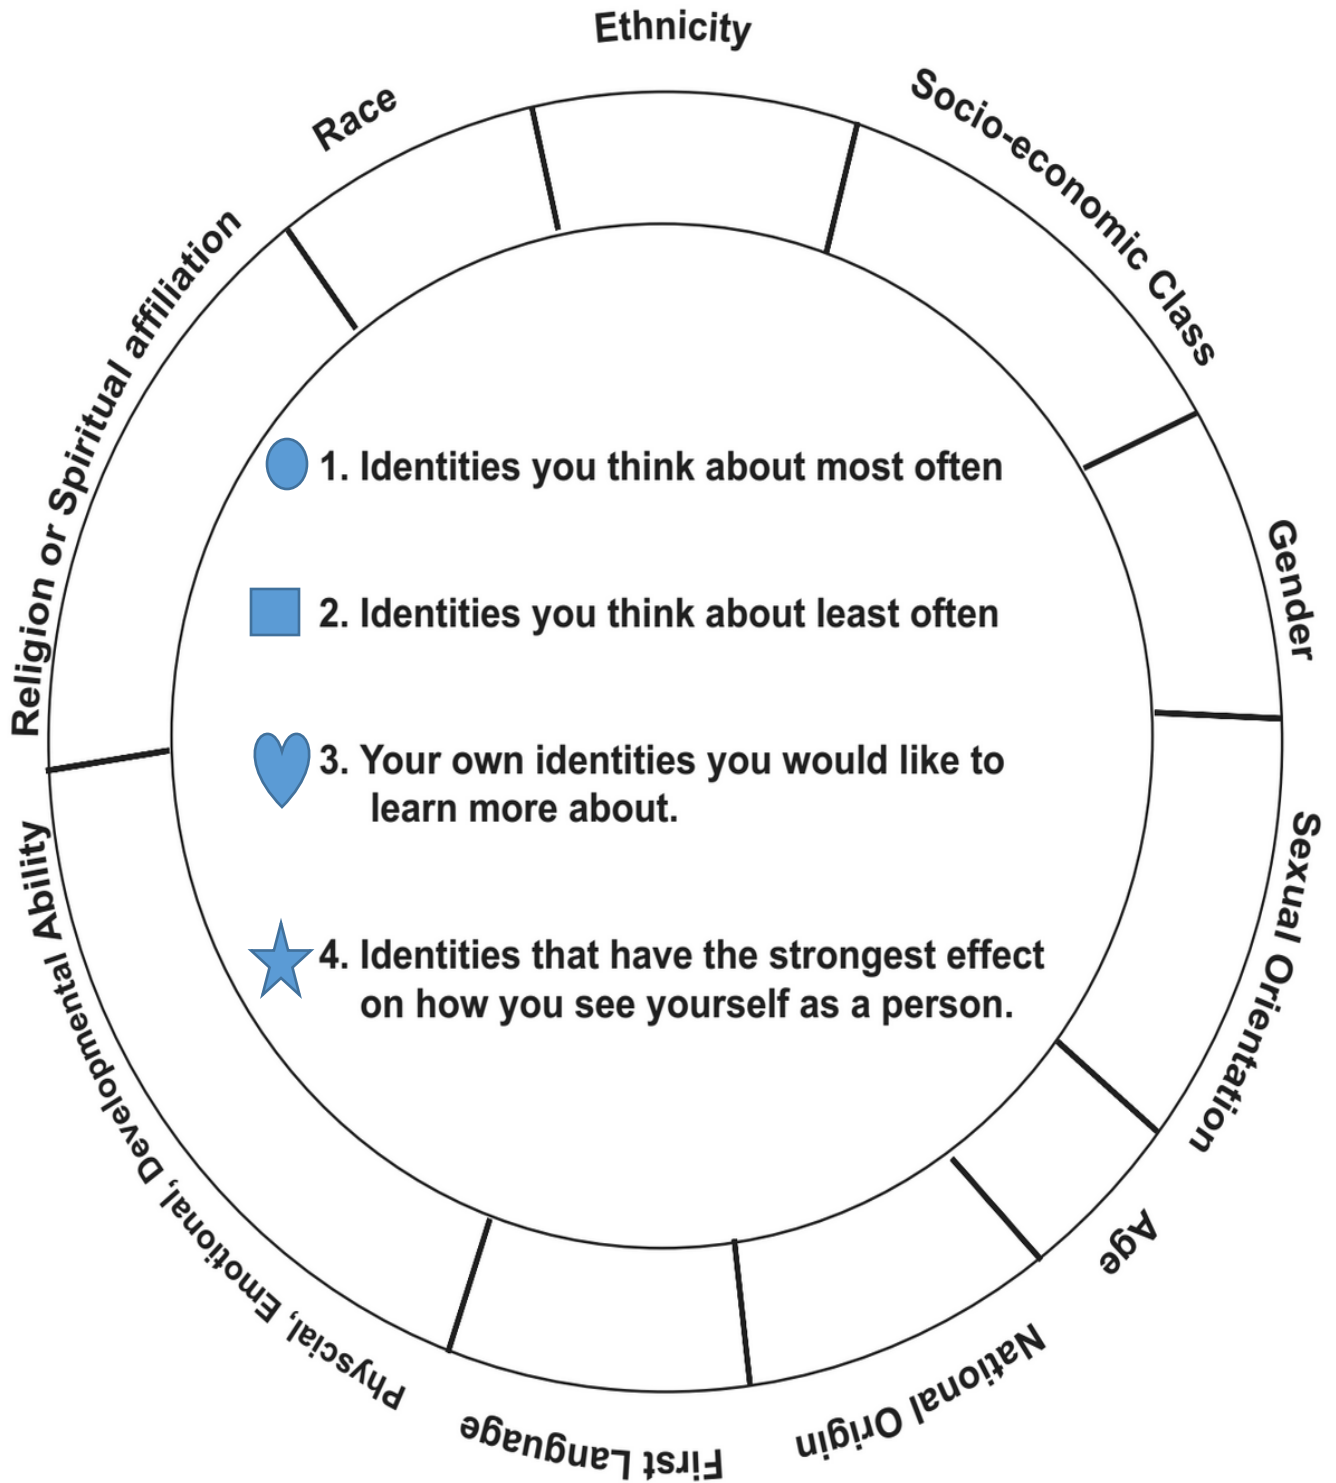 Ethnicity
Socio-economic Class
Gender
Sexual Orientation
Age
National Origin
First Language
Physcial, Emotional, Developmental Ability
Religion or Spiritual affiliation
Race
1. Identities you think about most often
2. Identities you think about least often
3. Your own identities you would like to
learn more about.
4. Identities that have the strongest effect
on how you see yourself as a person.